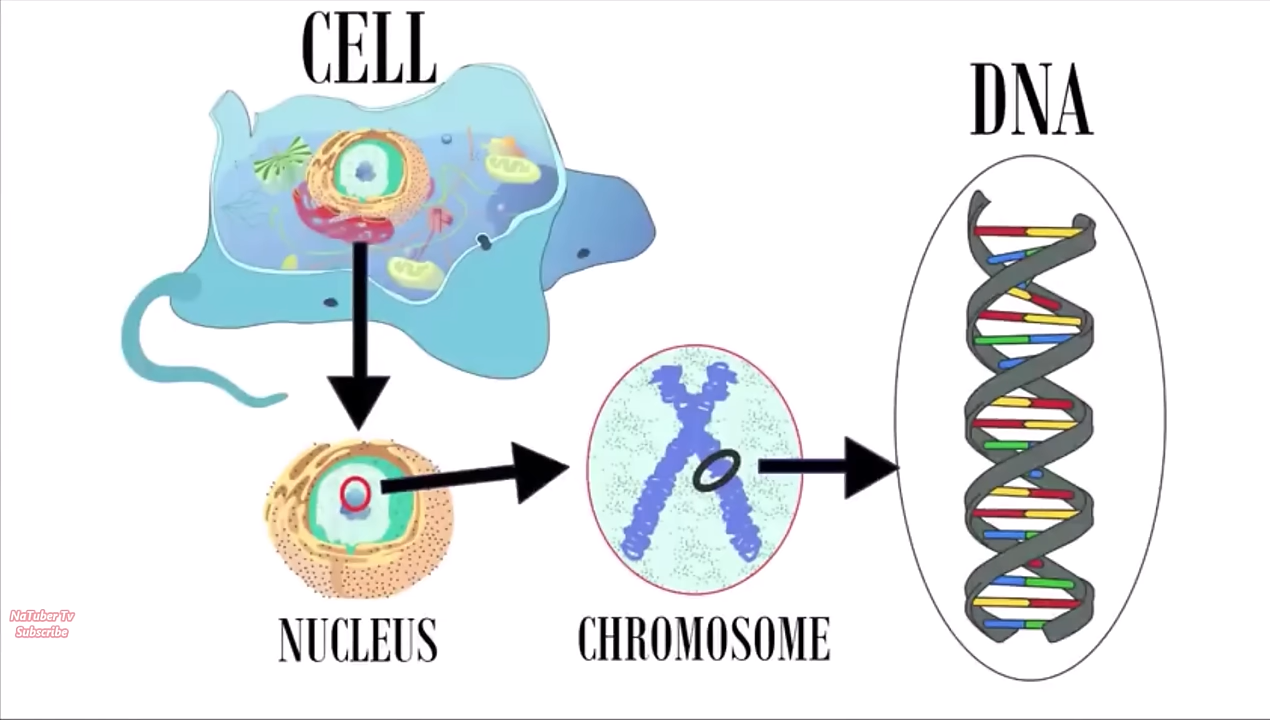 CELL
DNA
NUCLEUS
CHROMOSOME
NaTuber Tv
Subscribe